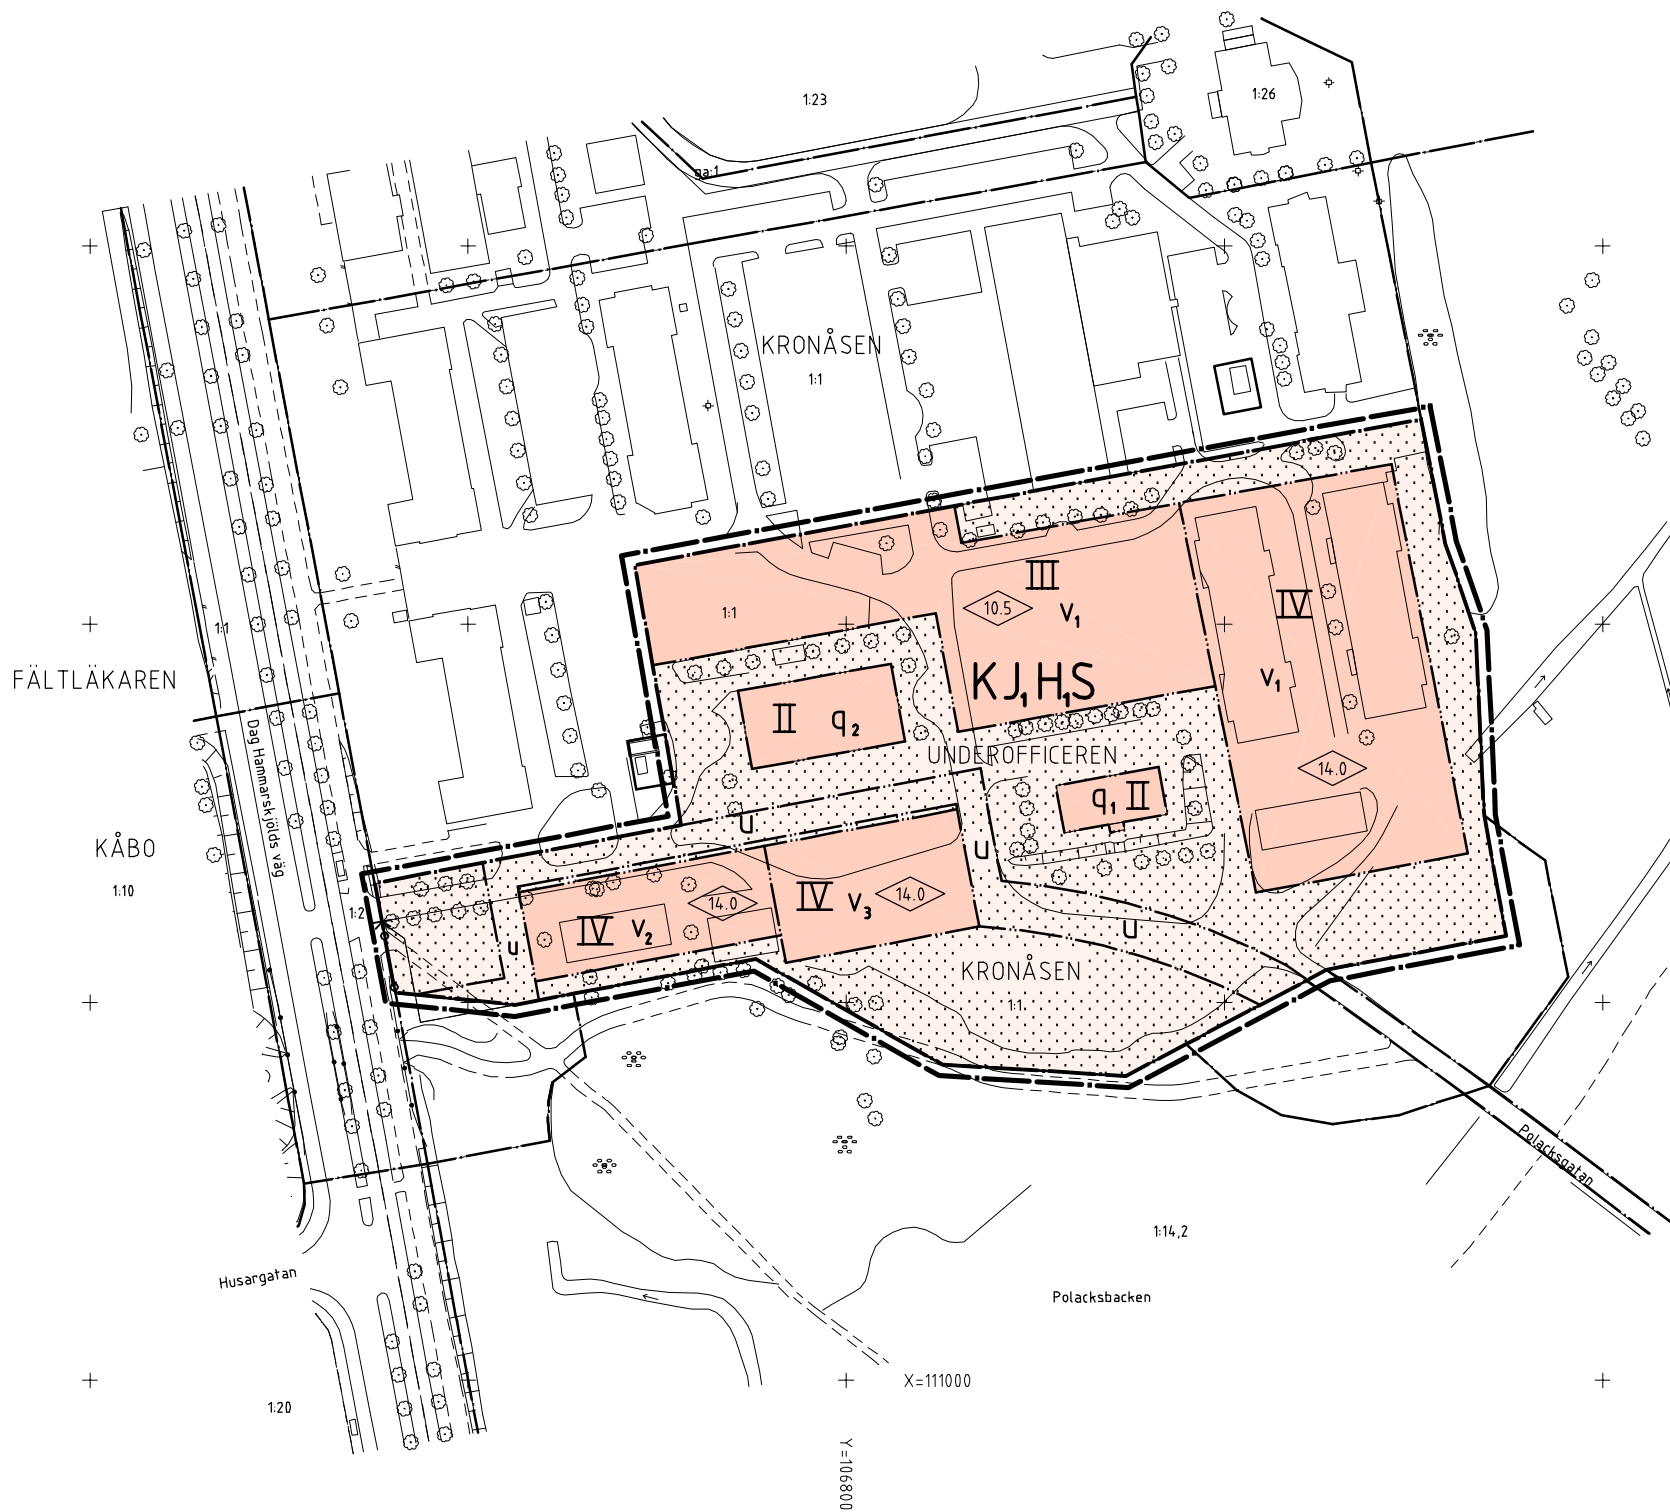 1:23
1:26
ga:1
KRONÅSEN
1:1
III
10.5
V1
IV
1:1
1:1
FÄLTLÄKAREN
KJ1H1S
V1
II q2
Dag Hammarskjölds väg
UNDEROFFICEREN
14.0
q1 II
u
KÅBO
u
1:10
IV V3
14.0
14.0
1:2
IV V2
u
u
KRONÅSEN
1:1
Polacksgatan
1:14,2
Husargatan
Polacksbacken
X=111000
1:20
Y=106800